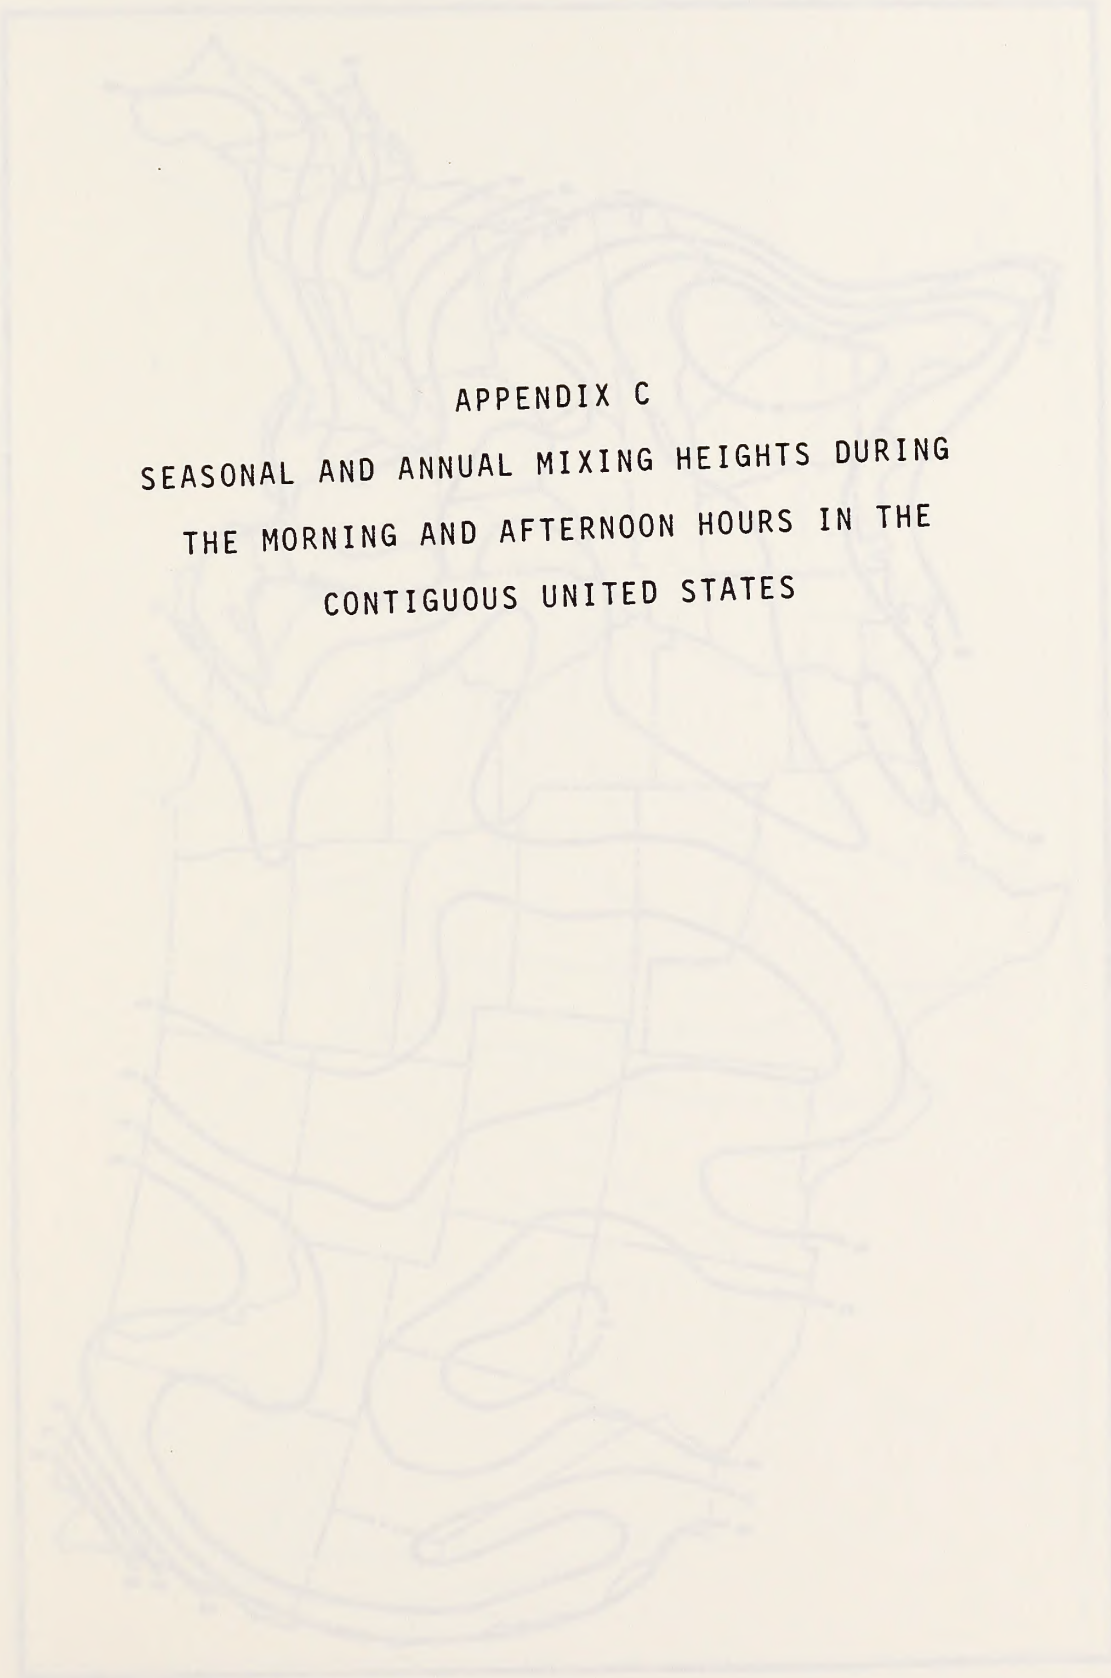 APPENDIX C
SEASONAL AND ANNUAL MIXING HEIGHTS DURING
THE MORNING AND AFTERNOON HOURS IN THE
CONTIGUOUS UNITED STATES